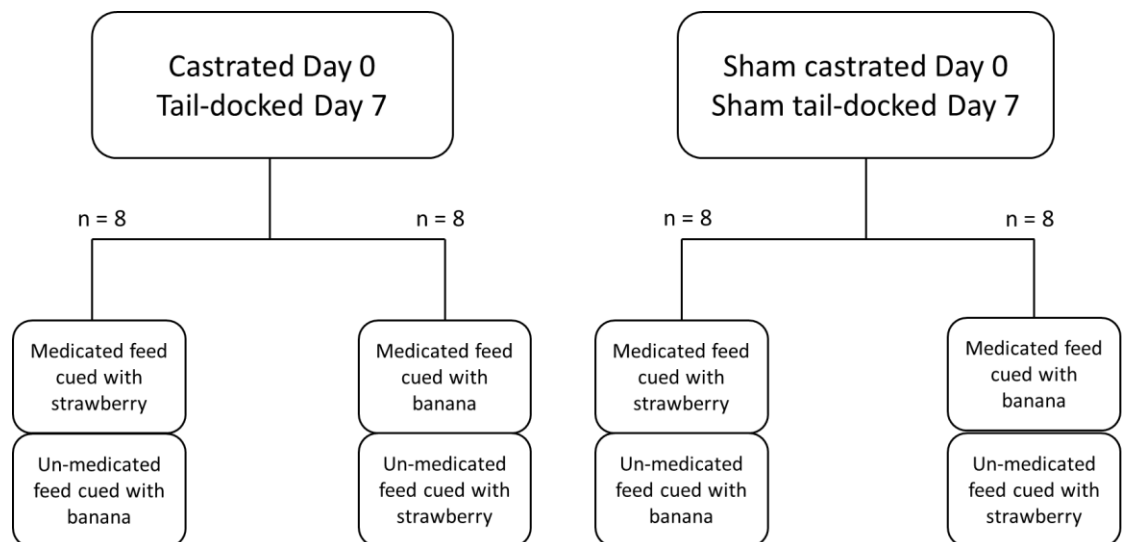 Castrated Day 0
Tail-docked Day 7
Sham castrated Day 0
Sham tail-docked Day 7
n = 8
n = 8
n = 8
n = 8
Medicated feed
cued with
strawberry
Un-medicated
feed cued with
banana
Medicated feed
cued with
banana
Un-medicated
feed cued with
strawberry
Medicated feed
cued with
strawberry
Un-medicated
feed cued with
banana
Medicated feed
cued with
banana
Un-medicated
feed cued with
strawberry